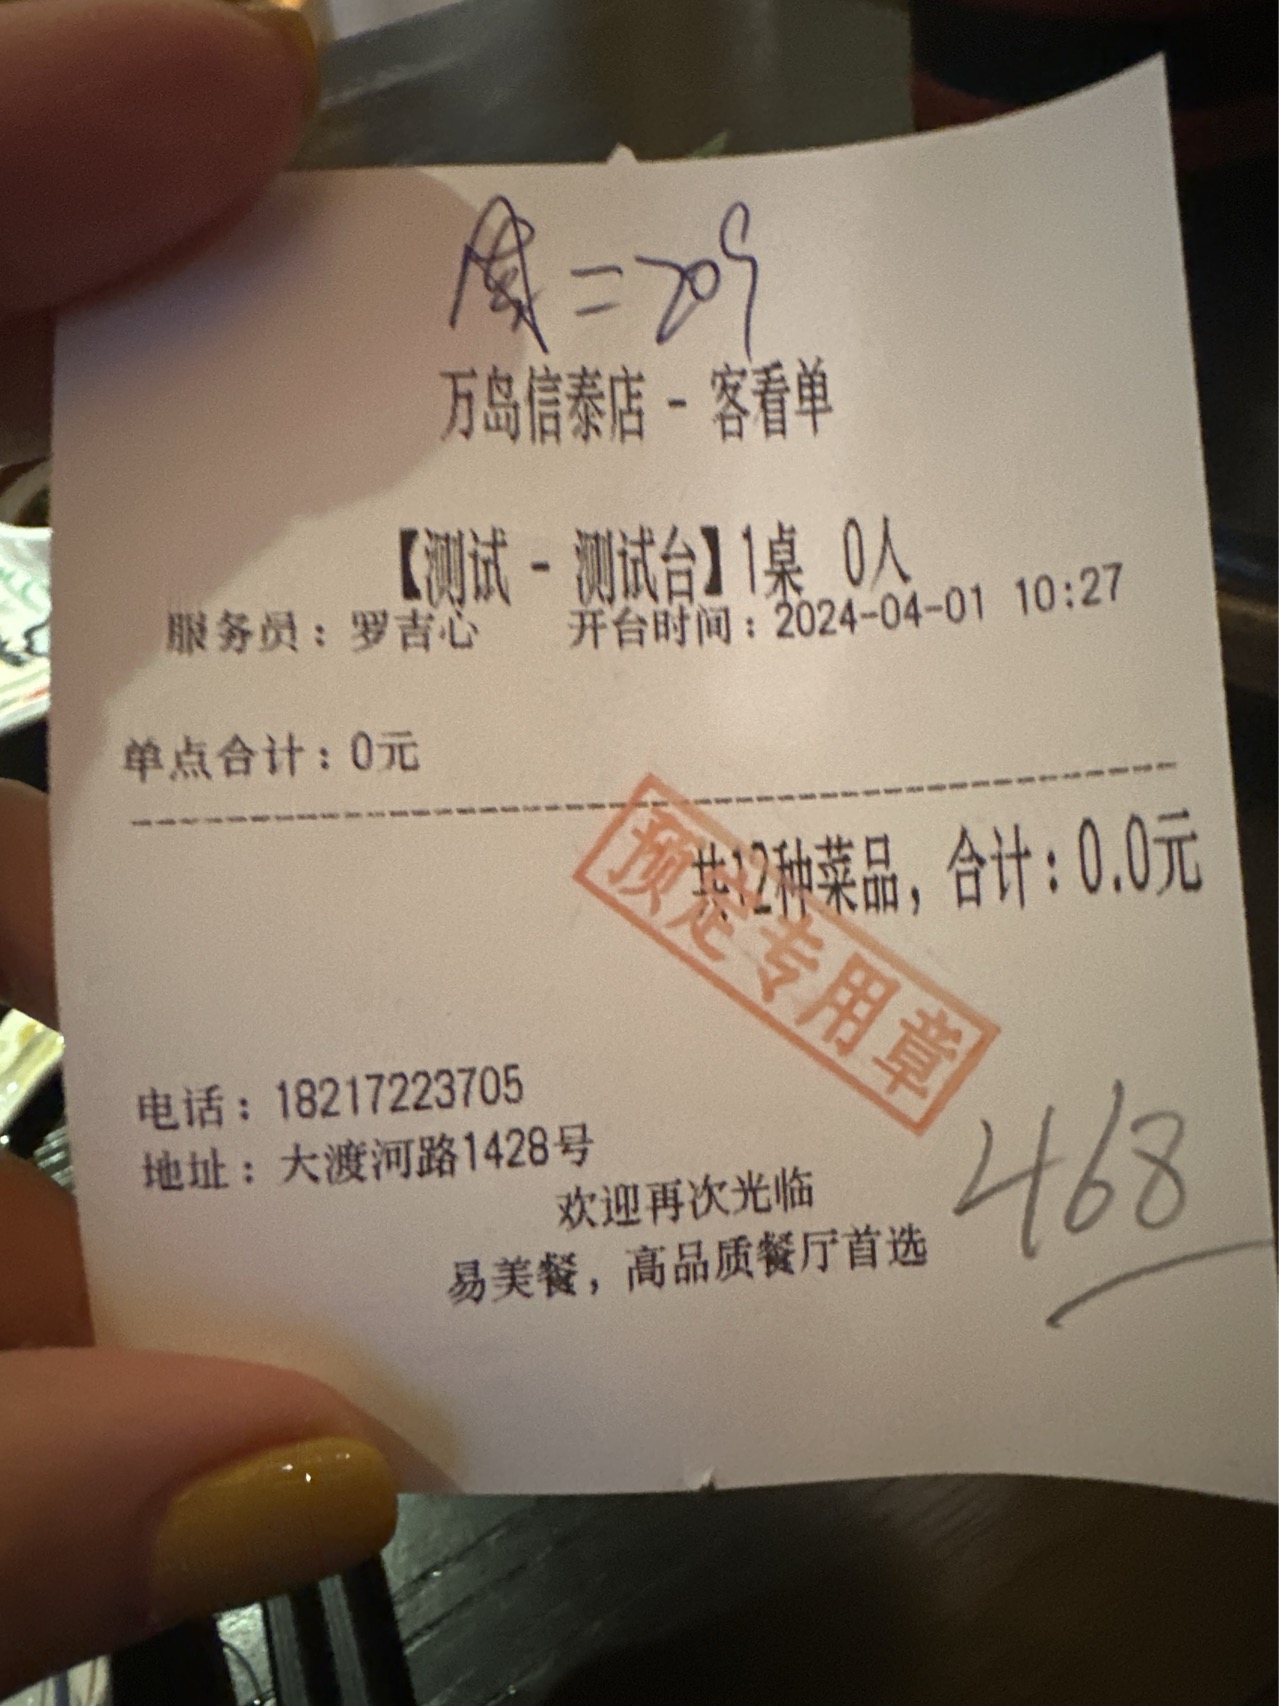 =209
万岛信泰店 - 客看单
【测试 - 测试台】1桌 0人
服务员：罗吉心 开台时间：2024-04-01 10:27
单点合计：0元
共12种菜品，合计：0.0元
预定专用章
电话：18217223705
地址：大渡河路1428号
468
欢迎再次光临
易美餐，高品质餐厅首选